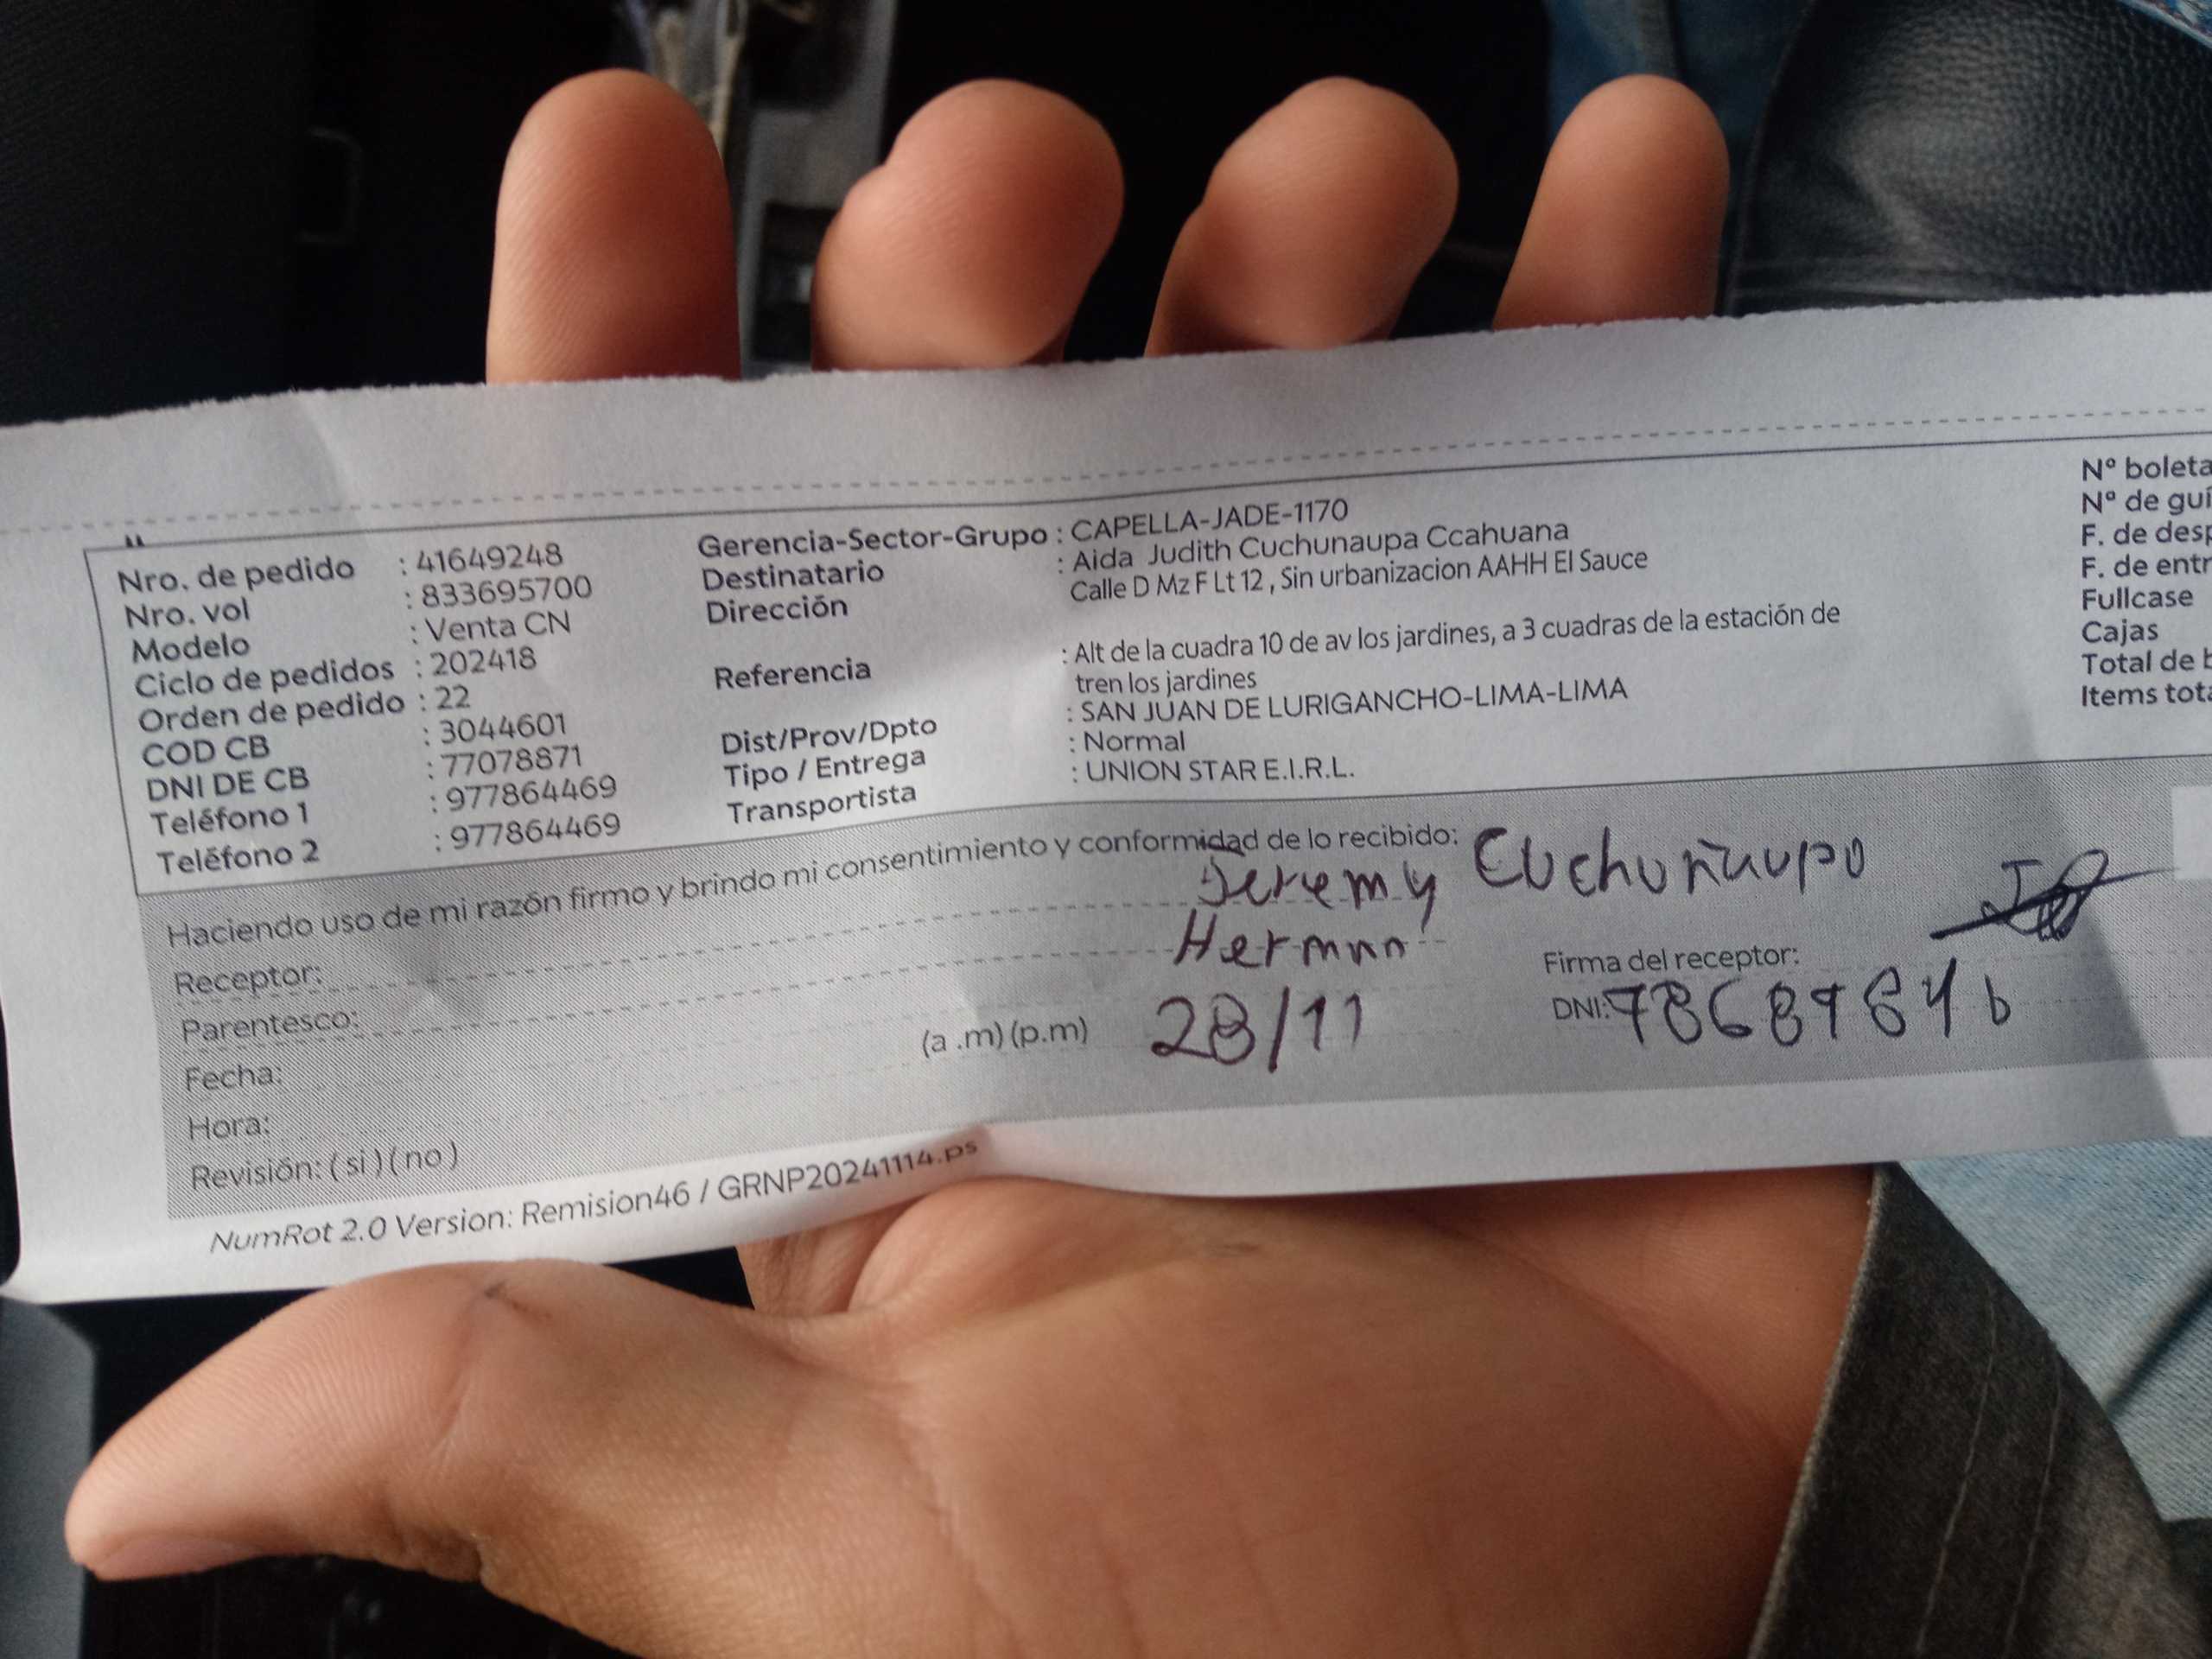 Nro. de pedido : 41649248
Nro. vol : 833695700
Modelo : Venta CN
Ciclo de pedidos : 202418
Orden de pedido : 22
COD CB : 3044601
DNI DE CB : 77078871
Teléfono 1 : 977864469
Teléfono 2 : 977864469
Gerencia-Sector-Grupo : CAPELLA-JADE-1170
Destinatario : Aida Judith Cuchunaupa Ccahuana
Dirección Calle D Mz F Lt 12 , Sin urbanizacion AAHH El Sauce
Referencia : Alt de la cuadra 10 de av los jardines, a 3 cuadras de la estación de
tren los jardines
Dist/Prov/Dpto : SAN JUAN DE LURIGANCHO-LIMA-LIMA
Tipo / Entrega : Normal
Transportista : UNION STAR E.I.R.L.
Nº boleta
Nº de guí
F. de desp
F. de entr
Fullcase
Cajas
Total de b
Items tota
Haciendo uso de mi razón firmo y brindo mi consentimiento y conformidad de lo recibido:
Receptor: Jeremy Cuchuñaupo
Parentesco: Hermnn
Fecha: 28/11
Hora: (a .m) (p.m)
Revisión: ( si ) ( no )
Firma del receptor:
DNI:
NumRot 2.0 Version: Remision46 / GRNP20241114.ps